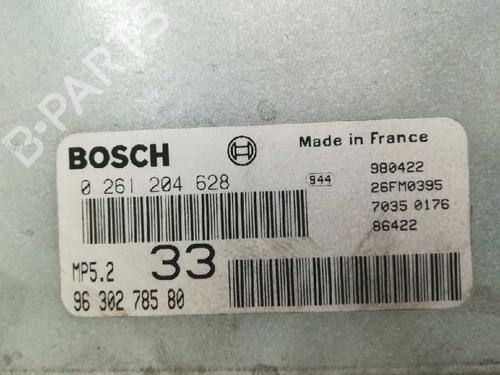 B-PARTS
BOSCH
Made in France
0 261 204 628
944
980422
26FM0395
7035 0176
86422
MP5.2
33
96 302 785 80